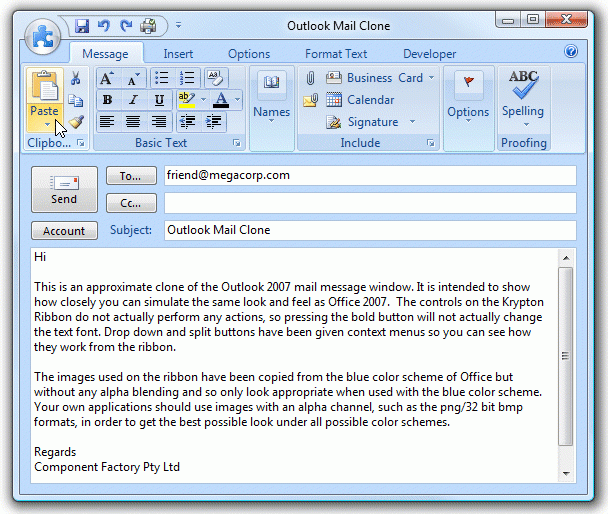 Outlook Mail Clone
Message Insert Options Format Text Developer
Paste
Clipbo...
B I U
A A
ab A
Basic Text
Names
Business Card
Calendar
Signature
Include
Options
ABC
Spelling
Proofing
Send
To... friend@megacorp.com
Cc...
Account Subject: Outlook Mail Clone
Hi
This is an approximate clone of the Outlook 2007 mail message window. It is intended to show
how closely you can simulate the same look and feel as Office 2007.  The controls on the Krypton
Ribbon do not actually perform any actions, so pressing the bold button will not actually change
the text font. Drop down and split buttons have been given context menus so you can see how
they work from the ribbon.
The images used on the ribbon have been copied from the blue color scheme of Office but
without any alpha blending and so only look appropriate when used with the blue color scheme.
Your own applications should use images with an alpha channel, such as the png/32 bit bmp
formats, in order to get the best possible look under all possible color schemes.
Regards
Component Factory Pty Ltd